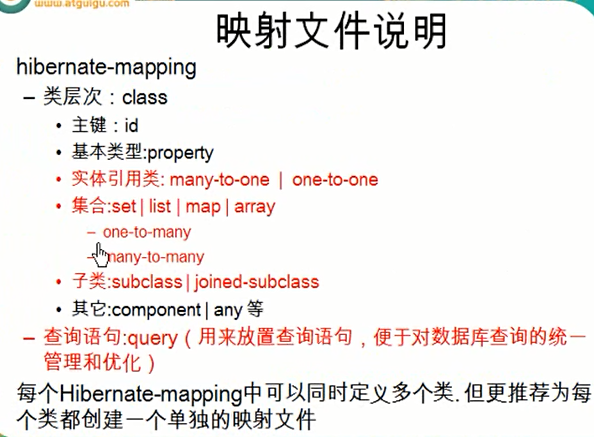 www.atguigu.com
映射文件说明
hibernate-mapping
– 类层次：class
• 主键：id
• 基本类型:property
• 实体引用类: many-to-one | one-to-one
• 集合:set | list | map | array
– one-to-many
– many-to-many
• 子类:subclass | joined-subclass
• 其它:component | any 等
– 查询语句:query（用来放置查询语句，便于对数据库查询的统一
管理和优化）
每个Hibernate-mapping中可以同时定义多个类. 但更推荐为每
个类都创建一个单独的映射文件